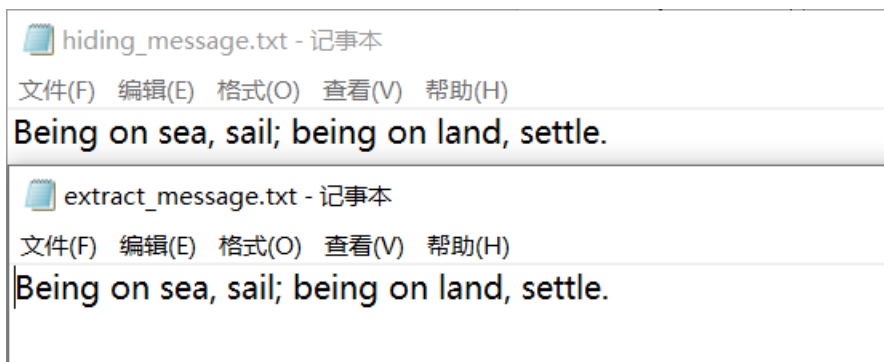 hiding_message.txt - 记事本
文件(F) 编辑(E) 格式(O) 查看(V) 帮助(H)
Being on sea, sail; being on land, settle.
extract_message.txt - 记事本
文件(F) 编辑(E) 格式(O) 查看(V) 帮助(H)
Being on sea, sail; being on land, settle.